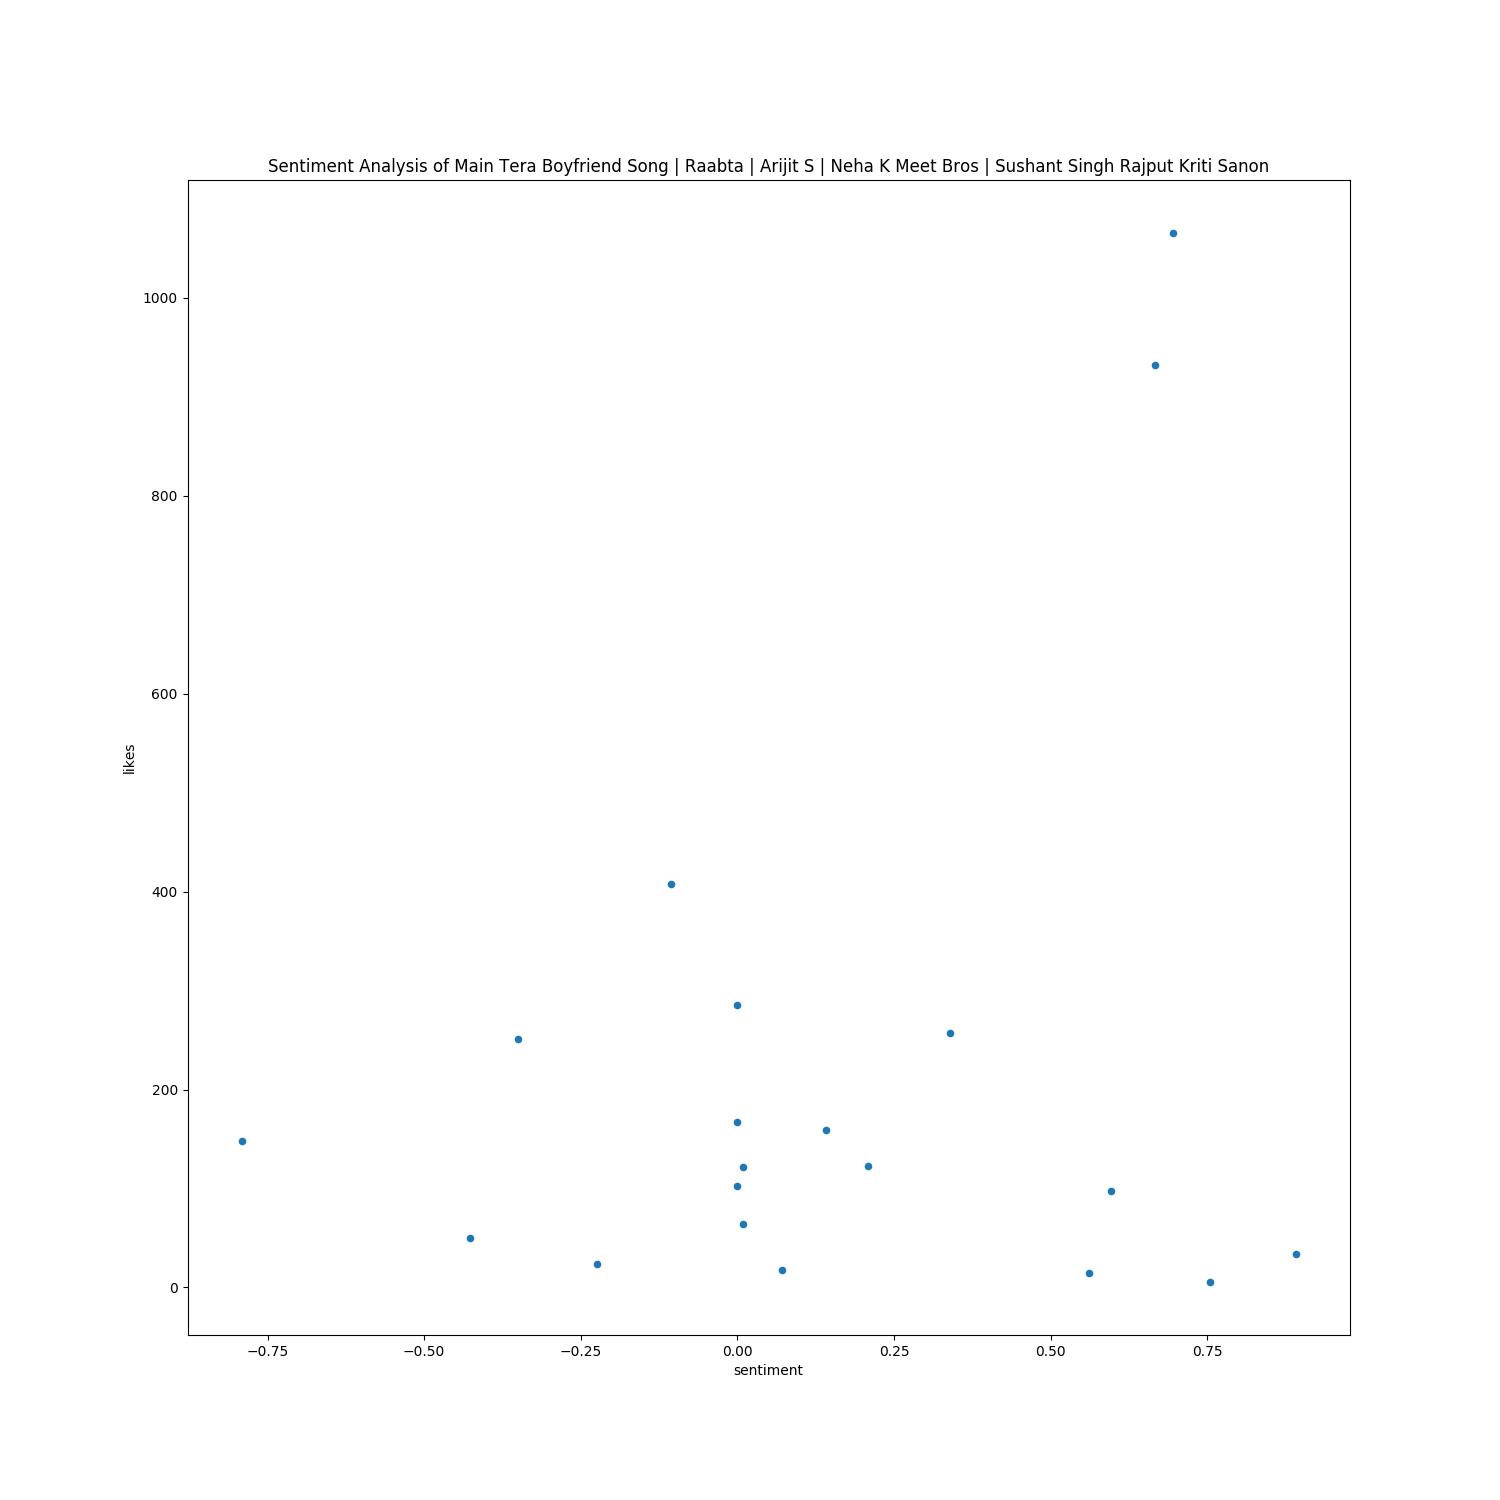 Sentiment Analysis of Main Tera Boyfriend Song | Raabta | Arijit S | Neha K Meet Bros | Sushant Singh Rajput Kriti Sanon
1000
800
600
400
200
0
likes
−0.75 −0.50 −0.25 0.00 0.25 0.50 0.75
sentiment